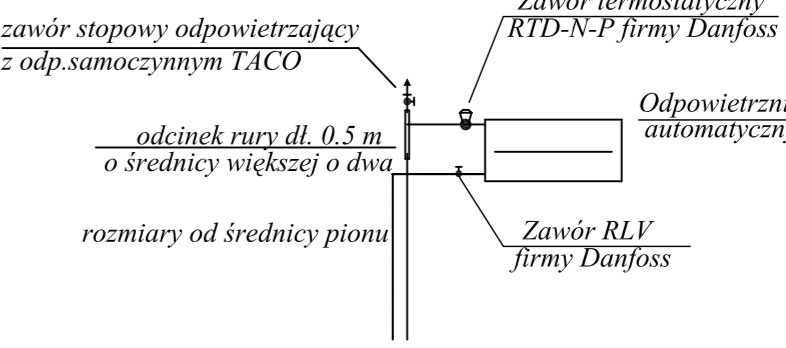 zawór stopowy odpowietrzający
z odp.samoczynnym TACO
Zawór termostatyczny
RTD-N-P firmy Danfoss
odcinek rury dł. 0.5 m
o średnicy większej o dwa
rozmiary od średnicy pionu
Odpowietrzni
automatyczny
Zawór RLV
firmy Danfoss